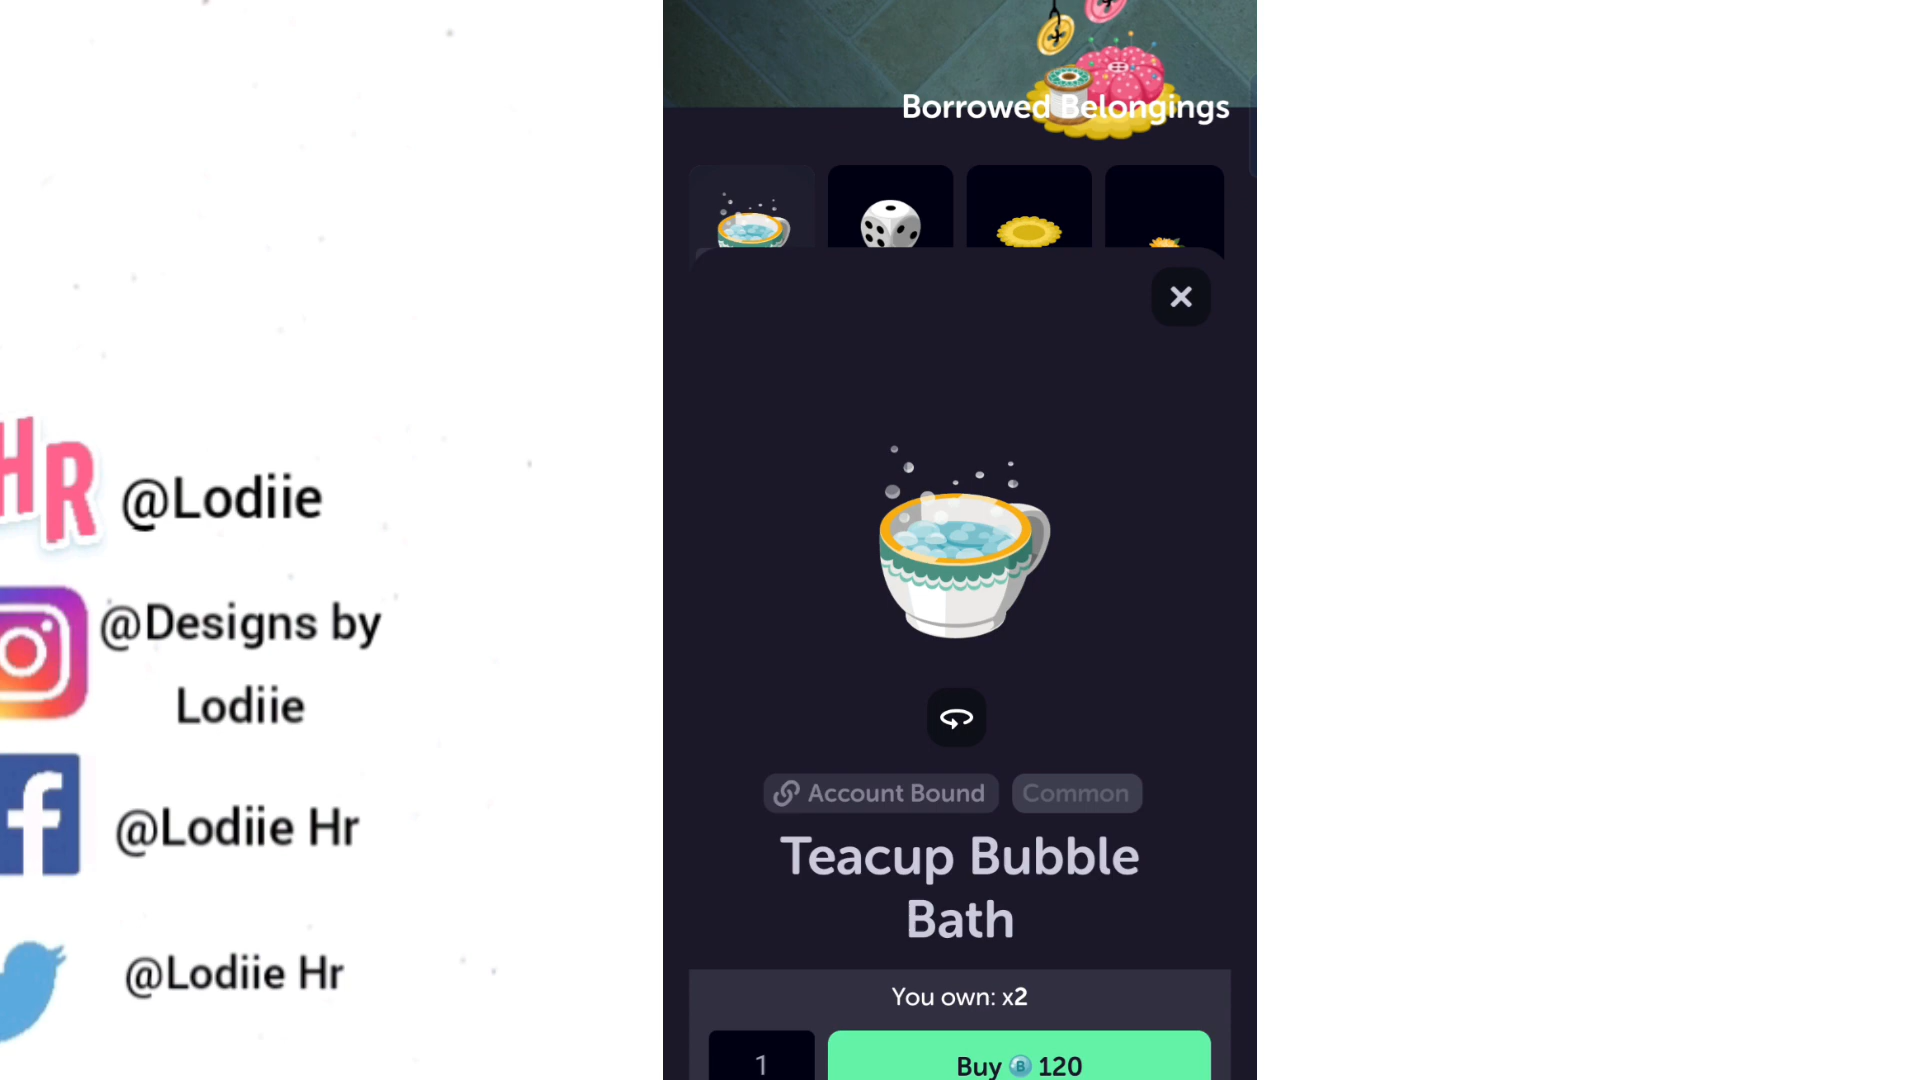 Borrowed Belongings
HR @Lodiie
@Designs by
Lodiie
@Lodiie Hr
@Lodiie Hr
Account Bound Common
Teacup Bubble
Bath
You own: x2
1 Buy B 120